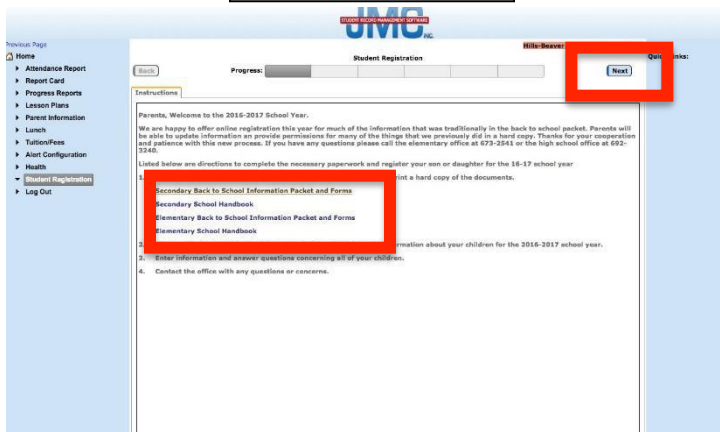 STUDENT RECORD MANAGEMENT SOFTWARE
JMC
INC.
Previous Page
Hills-Beaver
Home
Student Registration
Quick Links:
Attendance Report
Back
Progress:
Next
Report Card
Progress Reports
Instructions
Lesson Plans
Parent Information
Lunch
Tuition/Fees
Alert Configuration
Health
Student Registration
Log Out
Parents, Welcome to the 2016-2017 School Year.
We are happy to offer online registration this year for much of the information that was traditionally in the back to school packet. Parents will
be able to update information an provide permissions for many of the things that we previously did in a hard copy. Thanks for your cooperation
and patience with this new process. If you have any questions please call the elementary office at 673-2541 or the high school office at 692-
3240.
Listed below are directions to complete the necessary paperwork and register your son or daughter for the 16-17 school year
1. print a hard copy of the documents.
Secondary Back to School Information Packet and Forms
Secondary School Handbook
Elementary Back to School Information Packet and Forms
Elementary School Handbook
2. information about your children for the 2016-2017 school year.
3. Enter information and answer questions concerning all of your children.
4. Contact the office with any questions or concerns.